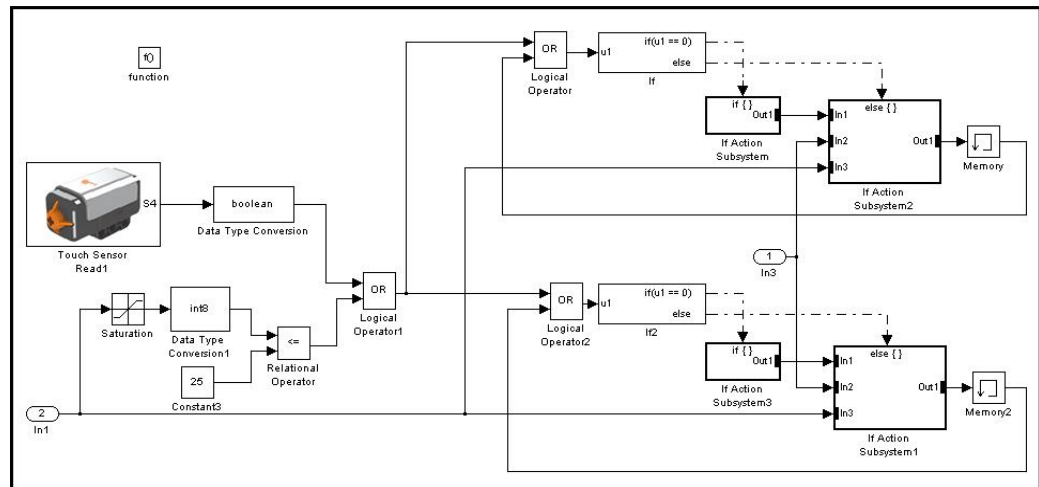 f()
function
S4
Touch Sensor
Read1
boolean
Data Type Conversion
Saturation
int8
Data Type
Conversion1
25
Constant3
<=
Relational
Operator
OR
Logical
Operator1
2
In1
OR
Logical
Operator
u1
if(u1 == 0)
else
If
if { }
Out1
If Action
Subsystem
else { }
In1
In2
In3
Out1
If Action
Subsystem2
Memory
1
In3
OR
Logical
Operator2
u1
if(u1 == 0)
else
If2
if { }
Out1
If Action
Subsystem3
else { }
In1
In2
In3
Out1
If Action
Subsystem1
Memory2